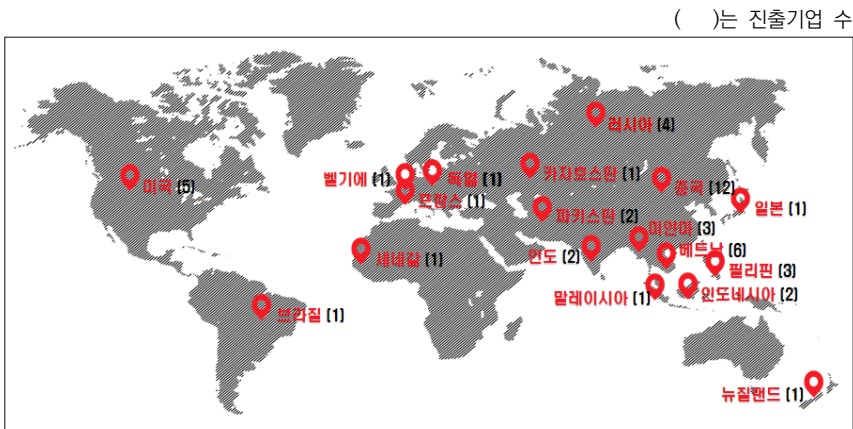 ( )는 진출기업 수
러시아 (4)
미국 (5)
벨기에 (1)
독일 (1)
카자흐스탄 (1)
중국 (12)
프랑스 (1)
일본 (1)
파키스탄 (2)
미얀마 (3)
세네갈 (1)
인도 (2)
베트남 (6)
필리핀 (3)
말레이시아 (1)
인도네시아 (2)
브라질 (1)
뉴질랜드 (1)